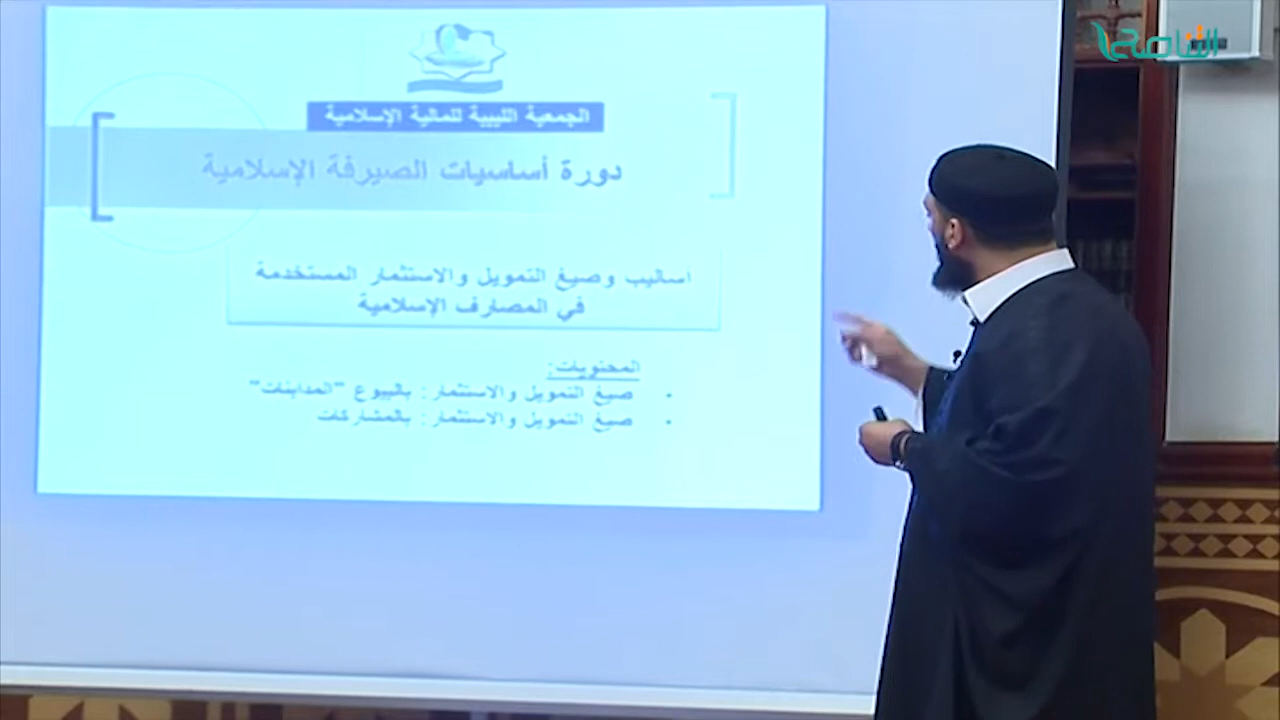 التناصح
الجمعية الليبية للمالية الإسلامية
دورة أساسيات الصيرفة الإسلامية
أساليب وصيغ التمويل والاستثمار المستخدمة
في المصارف الإسلامية
المحتويات:
• صيغ التمويل والاستثمار: بالبيوع "المداينات"
• صيغ التمويل والاستثمار: بالمشاركات